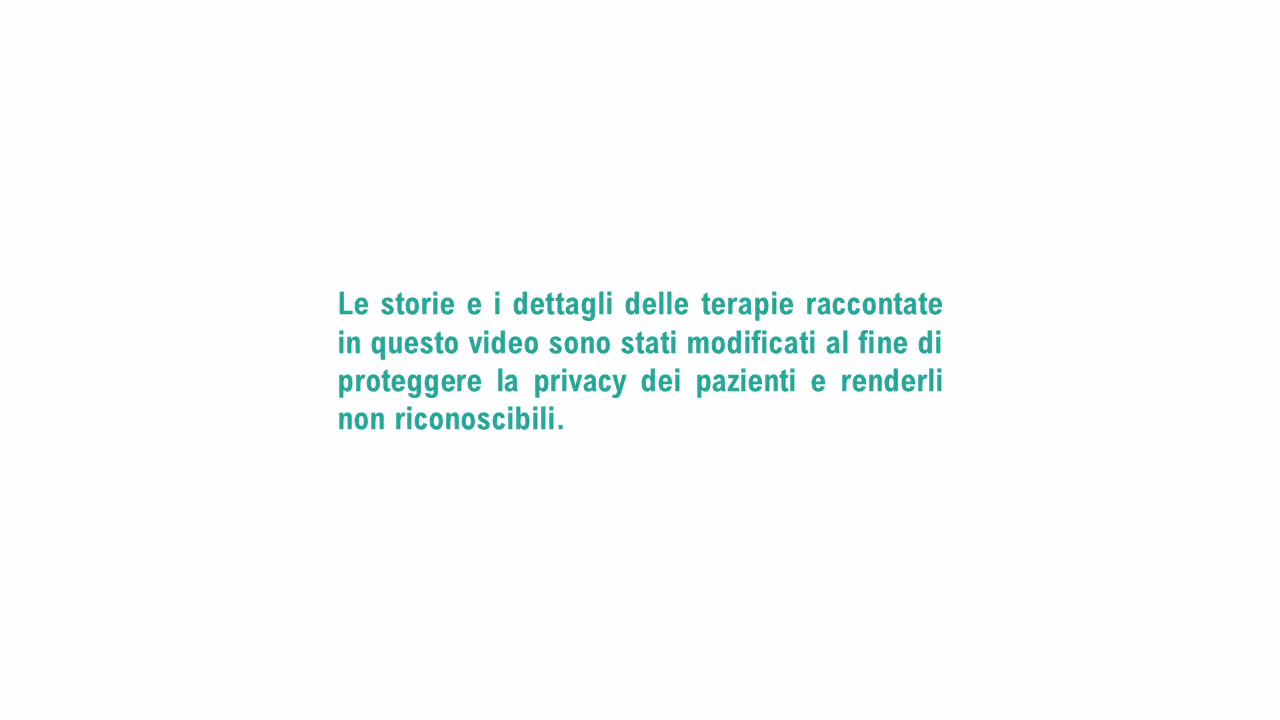 Le storie e i dettagli delle terapie raccontate
in questo video sono stati modificati al fine di
proteggere la privacy dei pazienti e renderli
non riconoscibili.